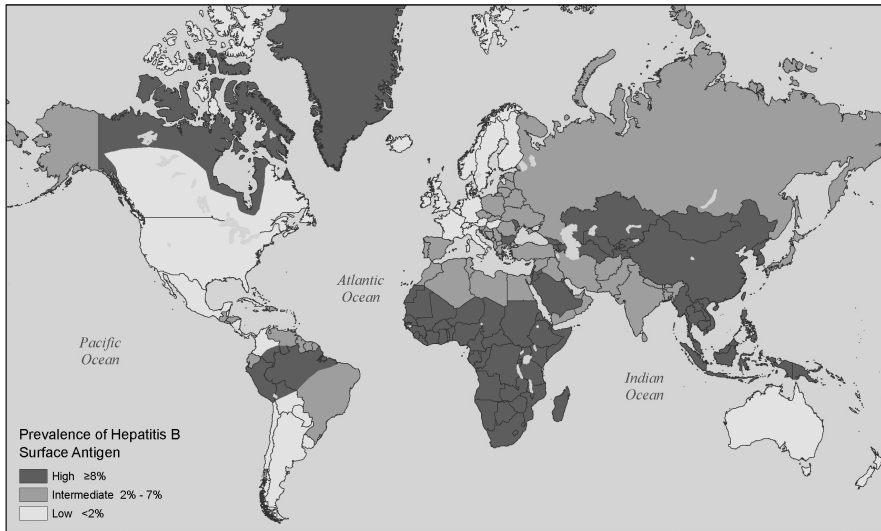 Atlantic
Ocean
Pacific
Ocean
Indian
Ocean
Prevalence of Hepatitis B
Surface Antigen
High ≥8%
Intermediate 2% - 7%
Low <2%